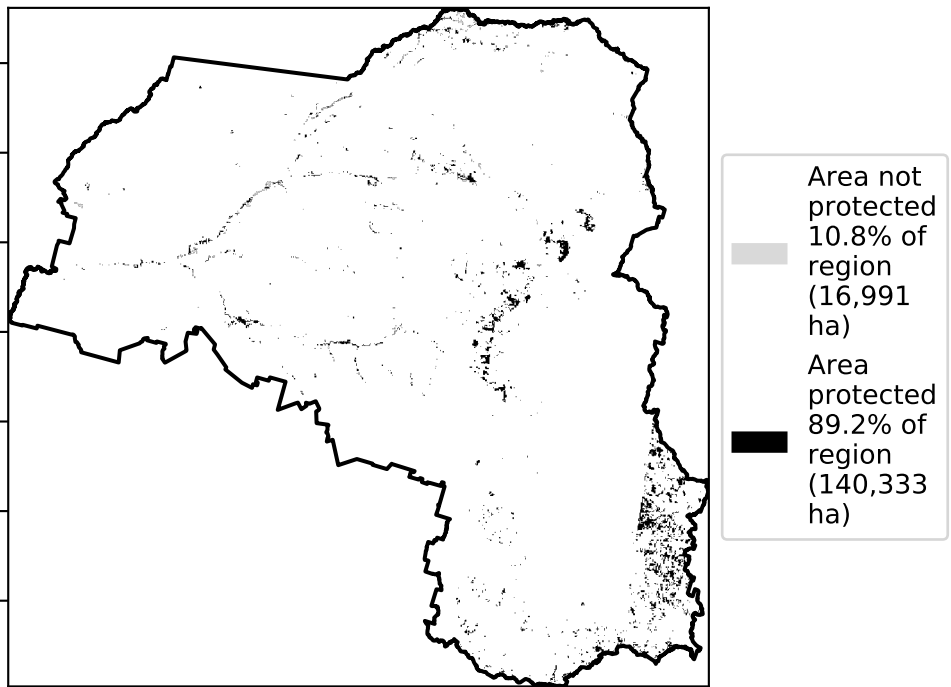 Area not
protected
10.8% of
region
(16,991
ha)
Area
protected
89.2% of
region
(140,333
ha)